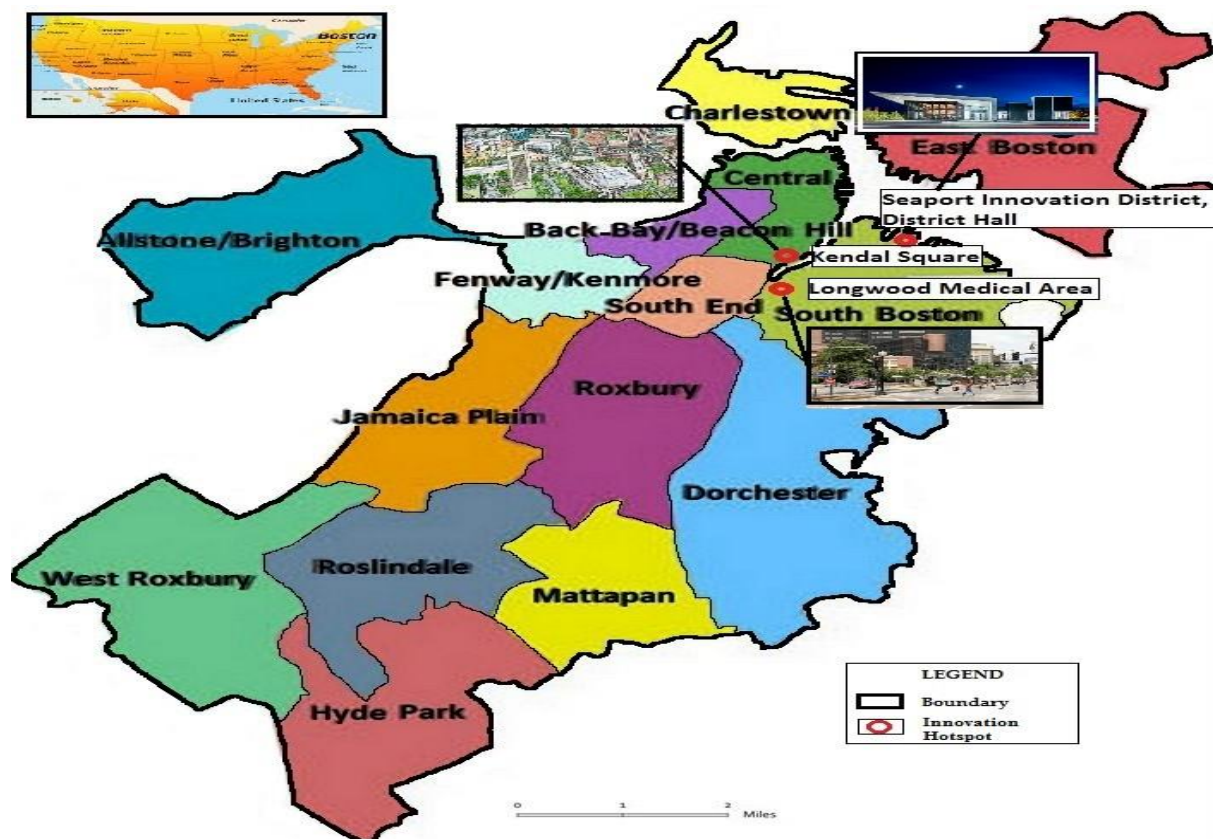 BOSTON
United States
Charlestown
East Boston
Central
Seaport Innovation District,
District Hall
Back Bay/Beacon Hill
Allstone/Brighton
Kendal Square
Fenway/Kenmore
Longwood Medical Area
South End
South Boston
Roxbury
Jamaica Plain
Dorchester
West Roxbury
Roslindale
Mattapan
Hyde Park
LEGEND
Boundary
Innovation
Hotspot
0 1 2
Miles